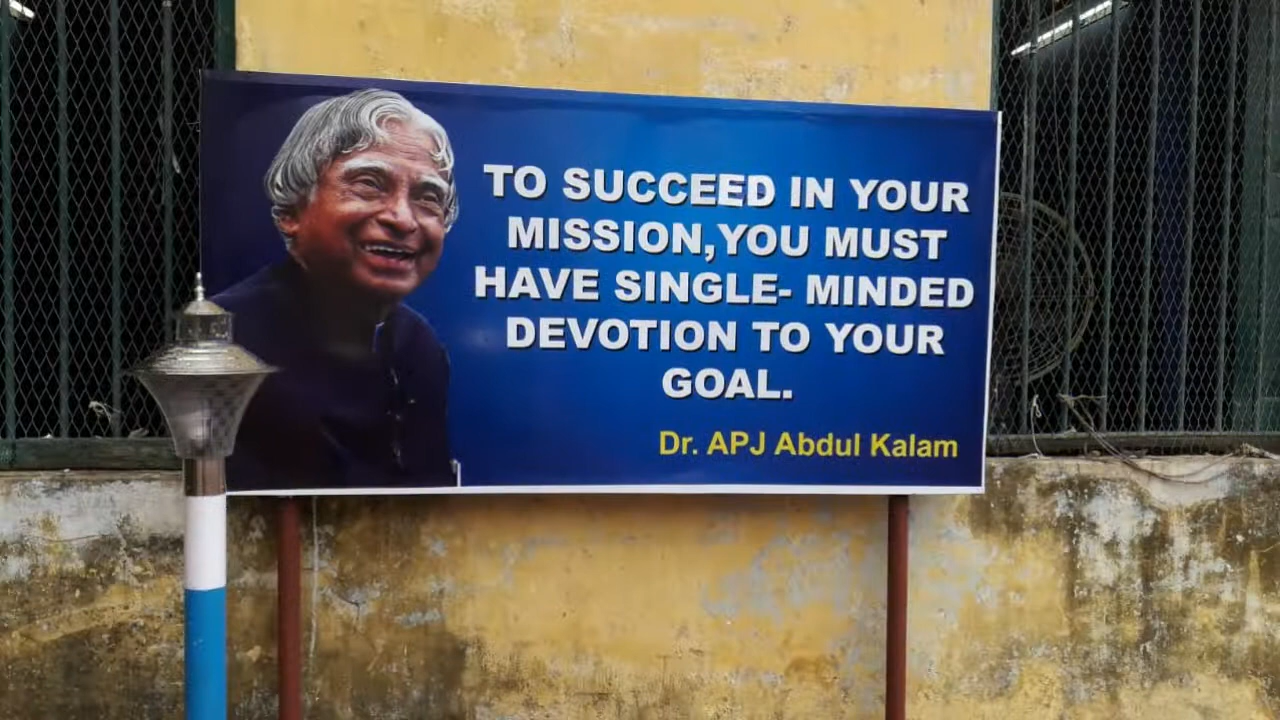 TO SUCCEED IN YOUR
MISSION,YOU MUST
HAVE SINGLE- MINDED
DEVOTION TO YOUR
GOAL.
Dr. APJ Abdul Kalam